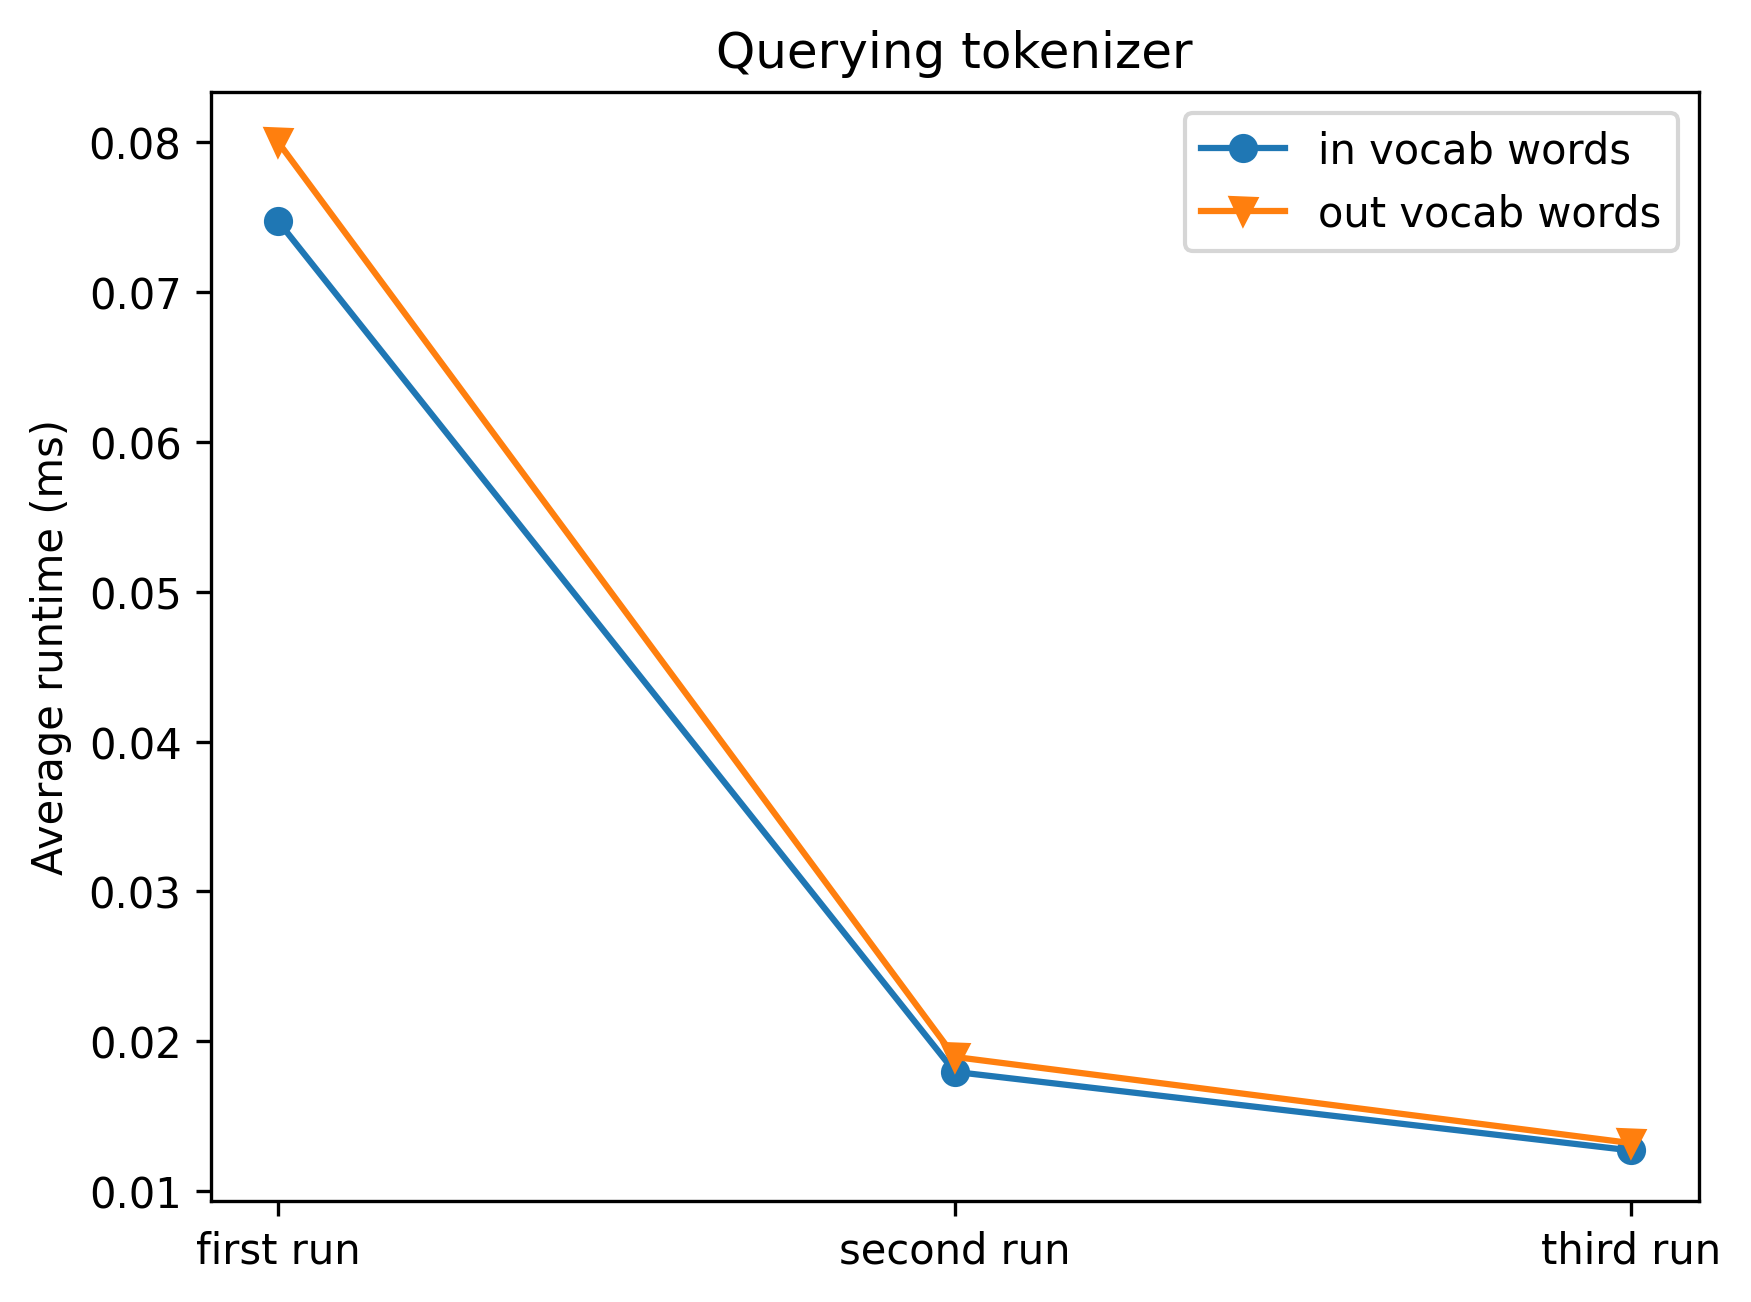 Querying tokenizer
in vocab words
out vocab words
Average runtime (ms)
0.08
0.07
0.06
0.05
0.04
0.03
0.02
0.01
first run
second run
third run